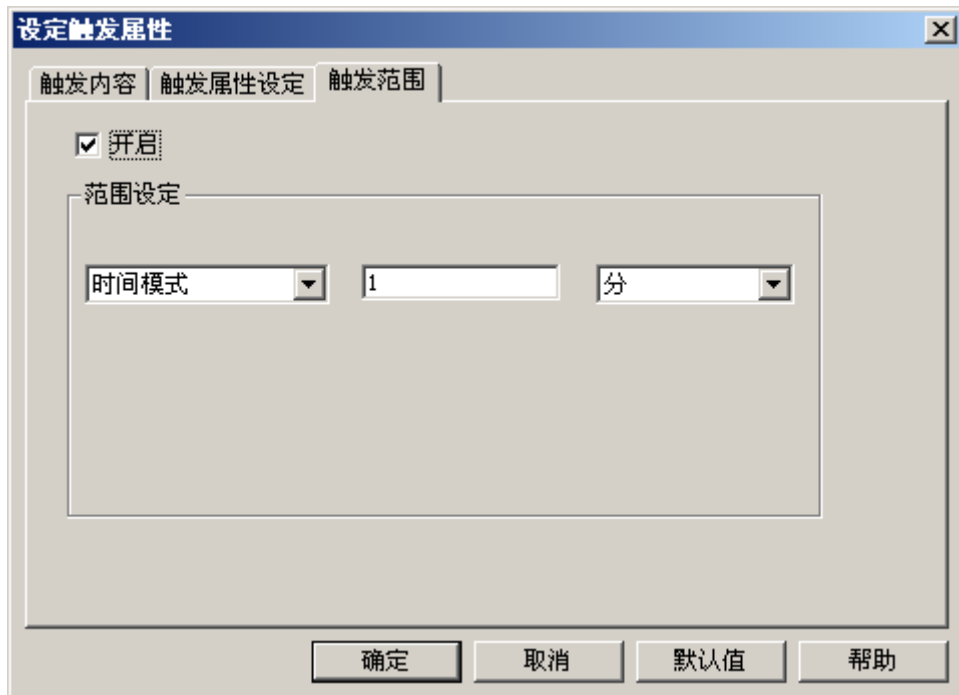 设定触发属性
触发内容 触发属性设定 触发范围
开启
范围设定
时间模式 1 分
确定 取消 默认值 帮助